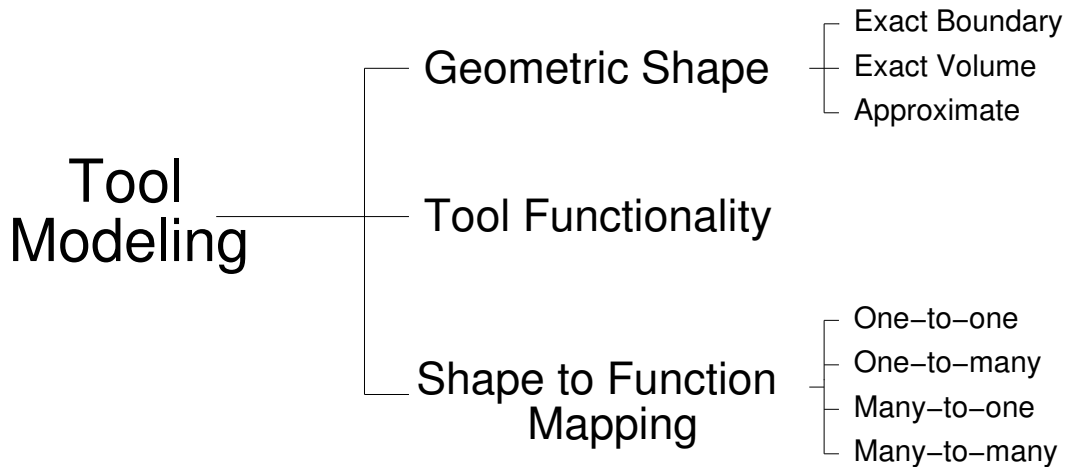 Tool
Modeling
Geometric Shape
Exact Boundary
Exact Volume
Approximate
Tool Functionality
Shape to Function
Mapping
One−to−one
One−to−many
Many−to−one
Many−to−many